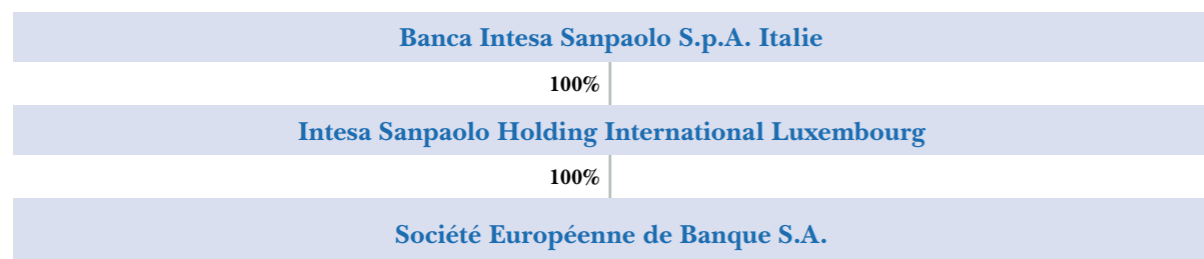 Banca Intesa Sanpaolo S.p.A. Italie
100%
Intesa Sanpaolo Holding International Luxembourg
100%
Société Européenne de Banque S.A.